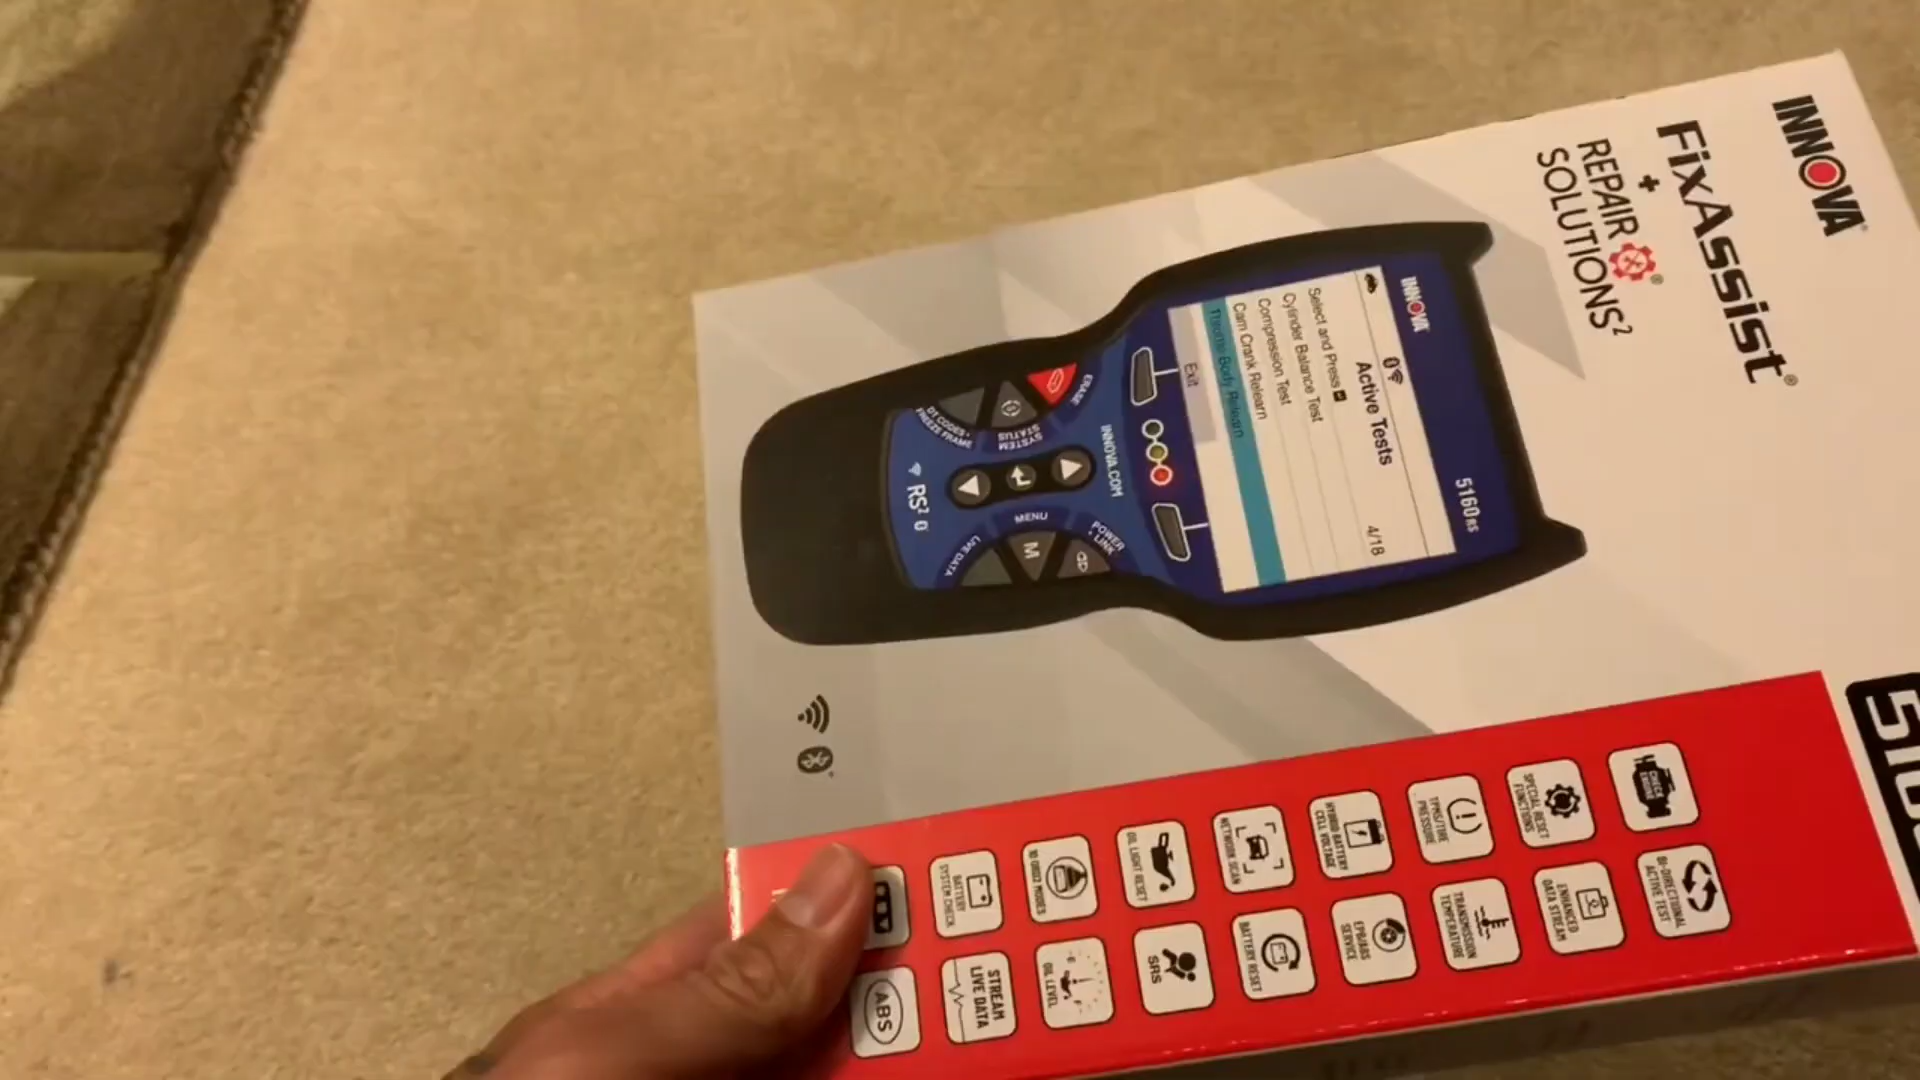 INNOVA
FixAssist®
+
REPAIR
SOLUTIONS²®
INNOVA
5160RS
Active Tests 4/18
Select and Press
Cylinder Balance Test
Compression Test
Cam Crank Relearn
Throttle Body Relearn
Exit
INNOVA.COM
ERASE
SYSTEM
STATUS
DTCODES•
FREEZE FRAME
POWER
LINK
MENU
M
LIVE DATA
RS²
CHECK
ENGINE
SPECIAL RESET
FUNCTIONS
TPMS/TIRE
PRESSURE
HYBRID BATTERY
CELL VOLTAGE
NETWORK SCAN
OIL LIGHT RESET
10 OBD2 MODES
BATTERY
SYSTEM CHECK
BI-DIRECTIONAL
ACTIVE TEST
ENHANCED
DATA STREAM
TRANSMISSION
TEMPERATURE
EPB/ABS
SERVICE
BATTERY RESET
SRS
OIL LEVEL
STREAM
LIVE DATA
ABS